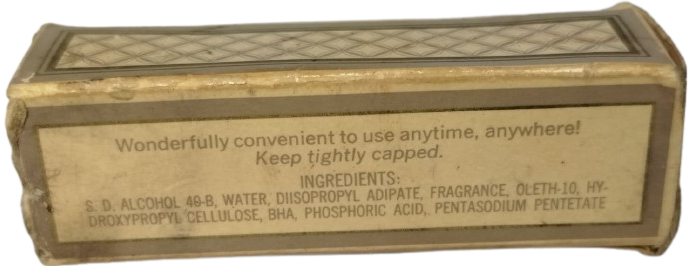 Wonderfully convenient to use anytime, anywhere!
Keep tightly capped.
INGREDIENTS:
S. D. ALCOHOL 40-B, WATER, DIISOPROPYL ADIPATE, FRAGRANCE, OLETH-10, HY-
DROXYPROPYL CELLULOSE, BHA, PHOSPHORIC ACID, PENTASODIUM PENTETATE